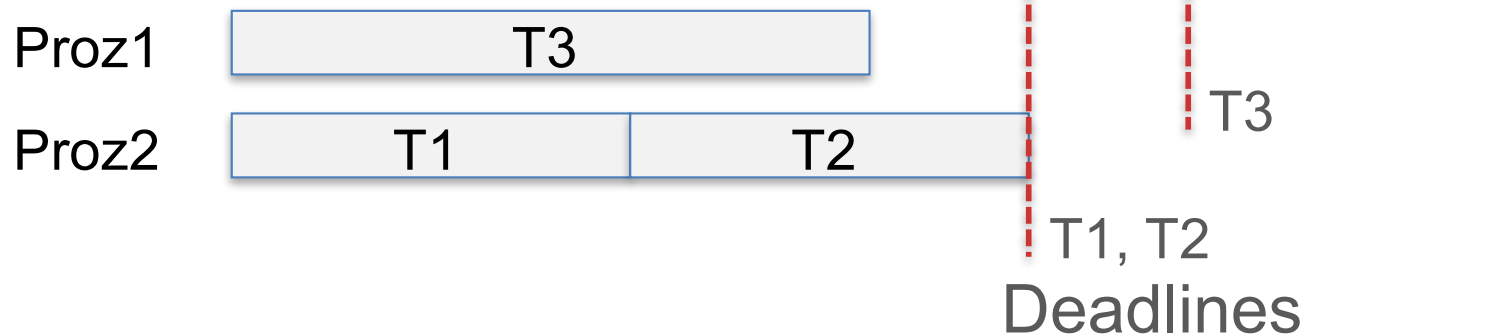 Proz1 T3
T3
Proz2 T1 T2
T1, T2
Deadlines